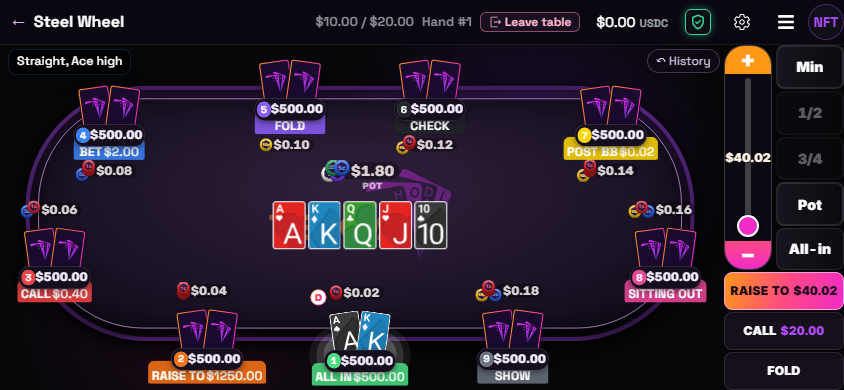 ← Steel Wheel
$10.00 / $20.00 Hand #1 Leave table $0.00 USDC NFT
Straight, Ace high
History
5 $500.00
FOLD
$0.10
6 $500.00
CHECK
$0.12
4 $500.00
BET $2.00
$0.08
7 $500.00
POST BB $0.02
$0.14
$1.80
POT
HODL
$0.06
A A K K Q Q J J 10 10
$0.16
3 $500.00
CALL $0.40
8 $500.00
SITTING OUT
$0.04
D $0.02
$0.18
2 $500.00
RAISE TO $1250.00
A A K K
1 $500.00
ALL IN $500.00
9 $500.00
SHOW
+
$40.02
−
Min
1/2
3/4
Pot
All-in
RAISE TO $40.02
CALL $20.00
FOLD